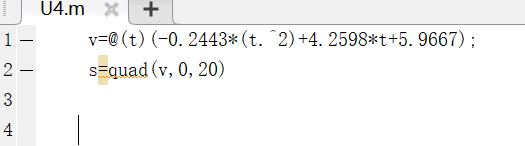 U4.m
1 v=@(t)(-0.2443*(t.^2)+4.2598*t+5.9667);
2 s=quad(v,0,20)
3
4